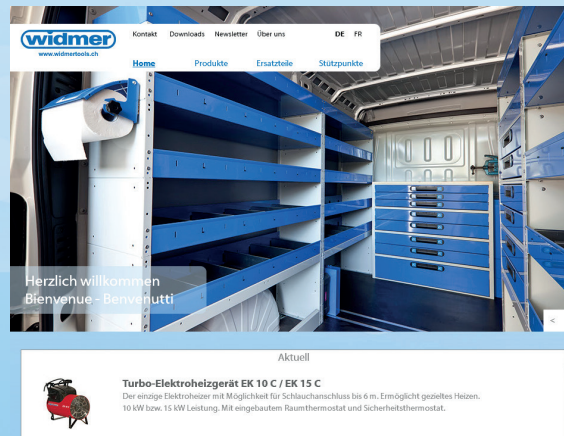 widmer
www.widmertools.ch
Kontakt Downloads Newsletter Über uns DE FR
Home Produkte Ersatzteile Stützpunkte
Herzlich willkommen
Bienvenue - Benvenutti
<
Aktuell
Turbo-Elektroheizgerät EK 10 C / EK 15 C
Der einzige Elektroheizer mit Möglichkeit für Schlauchanschluss bis 6 m. Ermöglicht gezieltes Heizen.
10 kW bzw. 15 kW Leistung. Mit eingebautem Raumthermostat und Sicherheitsthermostat.